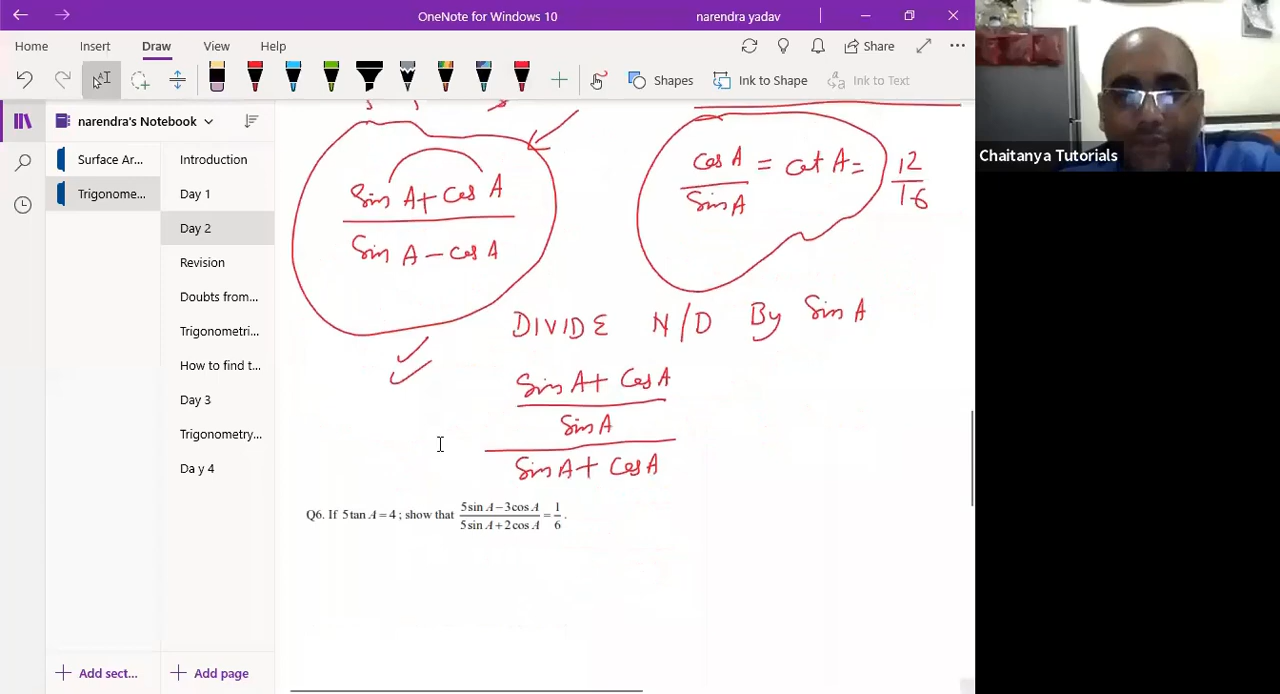 OneNote for Windows 10
narendra yadav
Home Insert Draw View Help
Share
Shapes
Ink to Shape
Ink to Text
narendra's Notebook
Surface Ar...
Trigonome...
Introduction
Day 1
Day 2
Revision
Doubts from...
Trigonometri...
How to find t...
Day 3
Trigonometry...
Da y 4
Add sect...
Add page
Chaitanya Tutorials
Sin A + Cos A
Sin A - Cos A
Cos A / Sin A = Cot A = 12/16
DIVIDE N/D By Sin A
Sin A + Cos A
Sin A
Sin A + Cos A
Q6. If 5 tan A = 4 ; show that (5 sin A − 3 cos A)/(5 sin A + 2 cos A) = 1/6 .